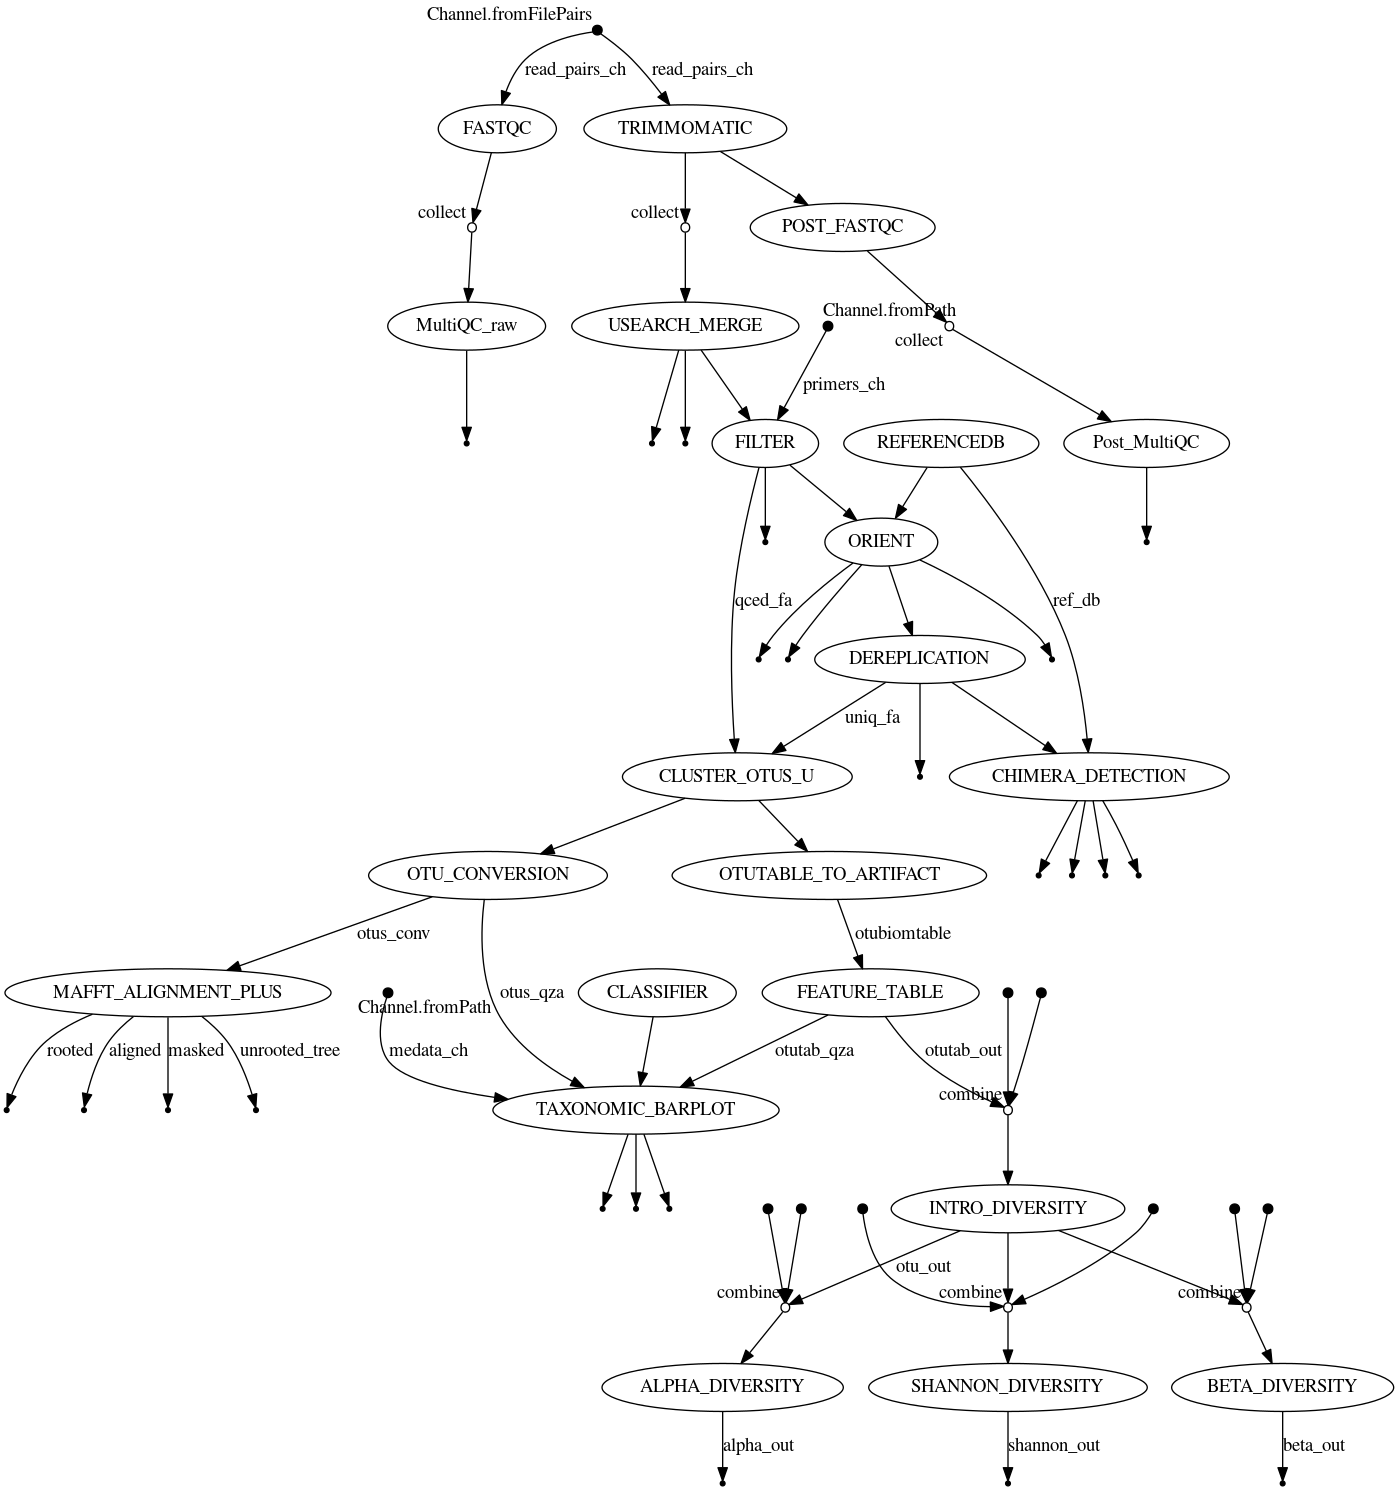 Channel.fromFilePairs
read_pairs_ch
read_pairs_ch
FASTQC
TRIMMOMATIC
collect
collect
POST_FASTQC
MultiQC_raw
USEARCH_MERGE
Channel.fromPath
collect
primers_ch
FILTER
REFERENCEDB
Post_MultiQC
ORIENT
qced_fa
ref_db
DEREPLICATION
uniq_fa
CLUSTER_OTUS_U
CHIMERA_DETECTION
OTU_CONVERSION
OTUTABLE_TO_ARTIFACT
otus_conv
otubiomtable
MAFFT_ALIGNMENT_PLUS
Channel.fromPath
otus_qza
CLASSIFIER
FEATURE_TABLE
rooted
aligned
masked
unrooted_tree
medata_ch
otutab_qza
otutab_out
combine
TAXONOMIC_BARPLOT
INTRO_DIVERSITY
otu_out
combine
combine
combine
ALPHA_DIVERSITY
SHANNON_DIVERSITY
BETA_DIVERSITY
alpha_out
shannon_out
beta_out